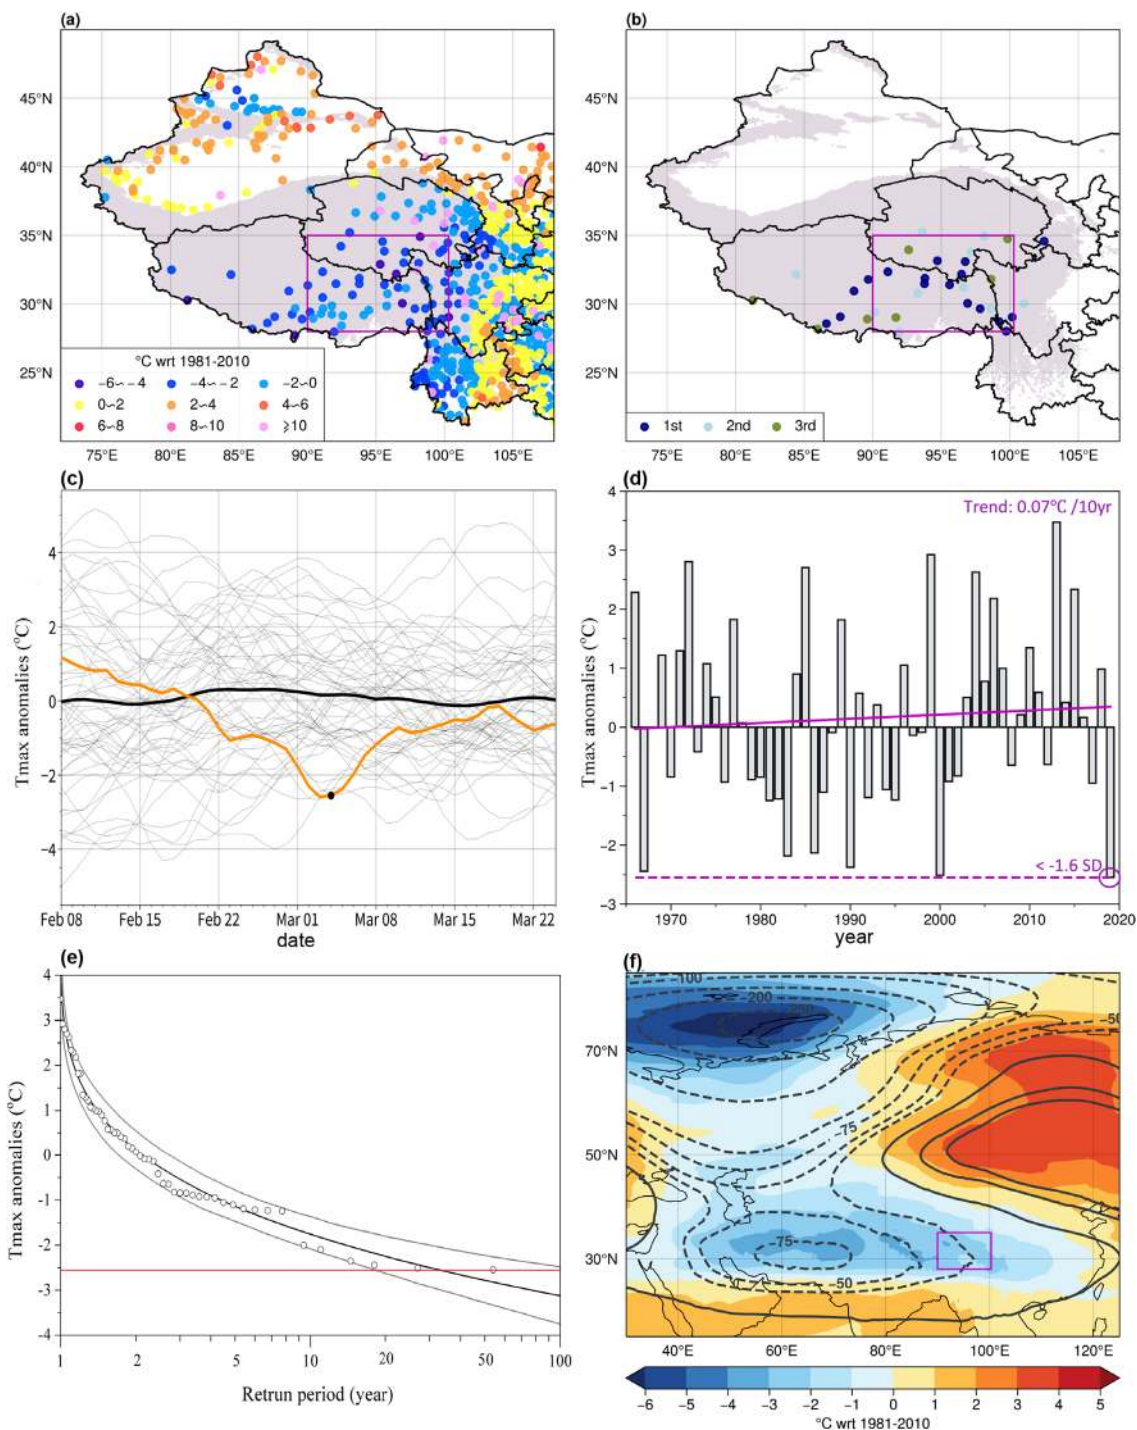 (a)
(b)
45°N
40°N
35°N
30°N
25°N
°C wrt 1981-2010
−6∽−4
−4∽−2
−2∽0
0∽2
2∽4
4∽6
6∽8
8∽10
⩾10
75°E 80°E 85°E 90°E 95°E 100°E 105°E
45°N
40°N
35°N
30°N
25°N
1st 2nd 3rd
75°E 80°E 85°E 90°E 95°E 100°E 105°E
(c)
Tmax anomalies (°C)
4
2
0
−2
−4
Feb 08 Feb 15 Feb 22 Mar 01 Mar 08 Mar 15 Mar 22
date
(d)
Trend: 0.07°C /10yr
Tmax anomalies (°C)
4
3
2
1
0
−1
−2
−3
< -1.6 SD
1970 1980 1990 2000 2010 2020
year
(e)
Tmax anomalies (°C)
4
3
2
1
0
-1
-2
-3
-4
1 2 3 5 10 20 50 100
Retrun period (year)
(f)
-100
-200
-50
-75
-75
-50
70°N
50°N
30°N
40°E 60°E 80°E 100°E 120°E
−6 −5 −4 −3 −2 −1 0 1 2 3 4 5
°C wrt 1981-2010